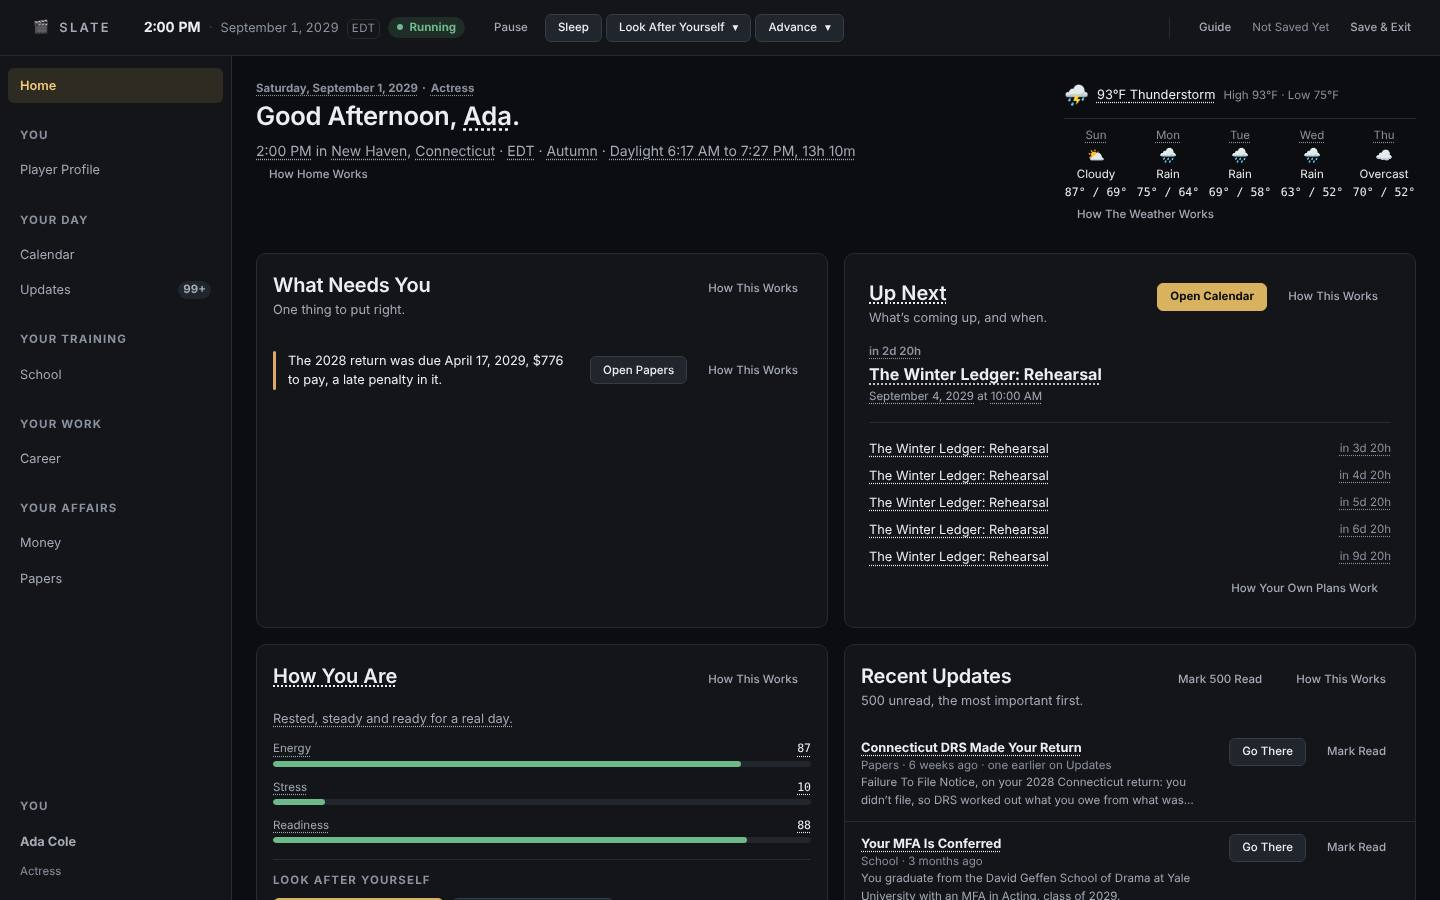 SLATE
2:00 PM · September 1, 2029 EDT Running
Pause
Sleep
Look After Yourself ▾
Advance ▾
Guide
Not Saved Yet
Save & Exit
Home
YOU
Player Profile
YOUR DAY
Calendar
Updates 99+
YOUR TRAINING
School
YOUR WORK
Career
YOUR AFFAIRS
Money
Papers
YOU
Ada Cole
Actress
Saturday, September 1, 2029 · Actress
Good Afternoon, Ada.
2:00 PM in New Haven, Connecticut · EDT · Autumn · Daylight 6:17 AM to 7:27 PM, 13h 10m
How Home Works
93°F Thunderstorm High 93°F · Low 75°F
Sun Mon Tue Wed Thu
Cloudy Rain Rain Rain Overcast
87° / 69° 75° / 64° 69° / 58° 63° / 52° 70° / 52°
How The Weather Works
What Needs You
How This Works
One thing to put right.
The 2028 return was due April 17, 2029, $776
to pay, a late penalty in it.
Open Papers
How This Works
Up Next
Open Calendar
How This Works
What’s coming up, and when.
in 2d 20h
The Winter Ledger: Rehearsal
September 4, 2029 at 10:00 AM
The Winter Ledger: Rehearsal in 3d 20h
The Winter Ledger: Rehearsal in 4d 20h
The Winter Ledger: Rehearsal in 5d 20h
The Winter Ledger: Rehearsal in 6d 20h
The Winter Ledger: Rehearsal in 9d 20h
How Your Own Plans Work
How You Are
How This Works
Rested, steady and ready for a real day.
Energy 87
Stress 10
Readiness 88
LOOK AFTER YOURSELF
Recent Updates
Mark 500 Read
How This Works
500 unread, the most important first.
Connecticut DRS Made Your Return
Go There
Mark Read
Papers · 6 weeks ago · one earlier on Updates
Failure To File Notice, on your 2028 Connecticut return: you
didn’t file, so DRS worked out what you owe from what was…
Your MFA Is Conferred
Go There
Mark Read
School · 3 months ago
You graduate from the David Geffen School of Drama at Yale
University with an MFA in Acting, class of 2029.